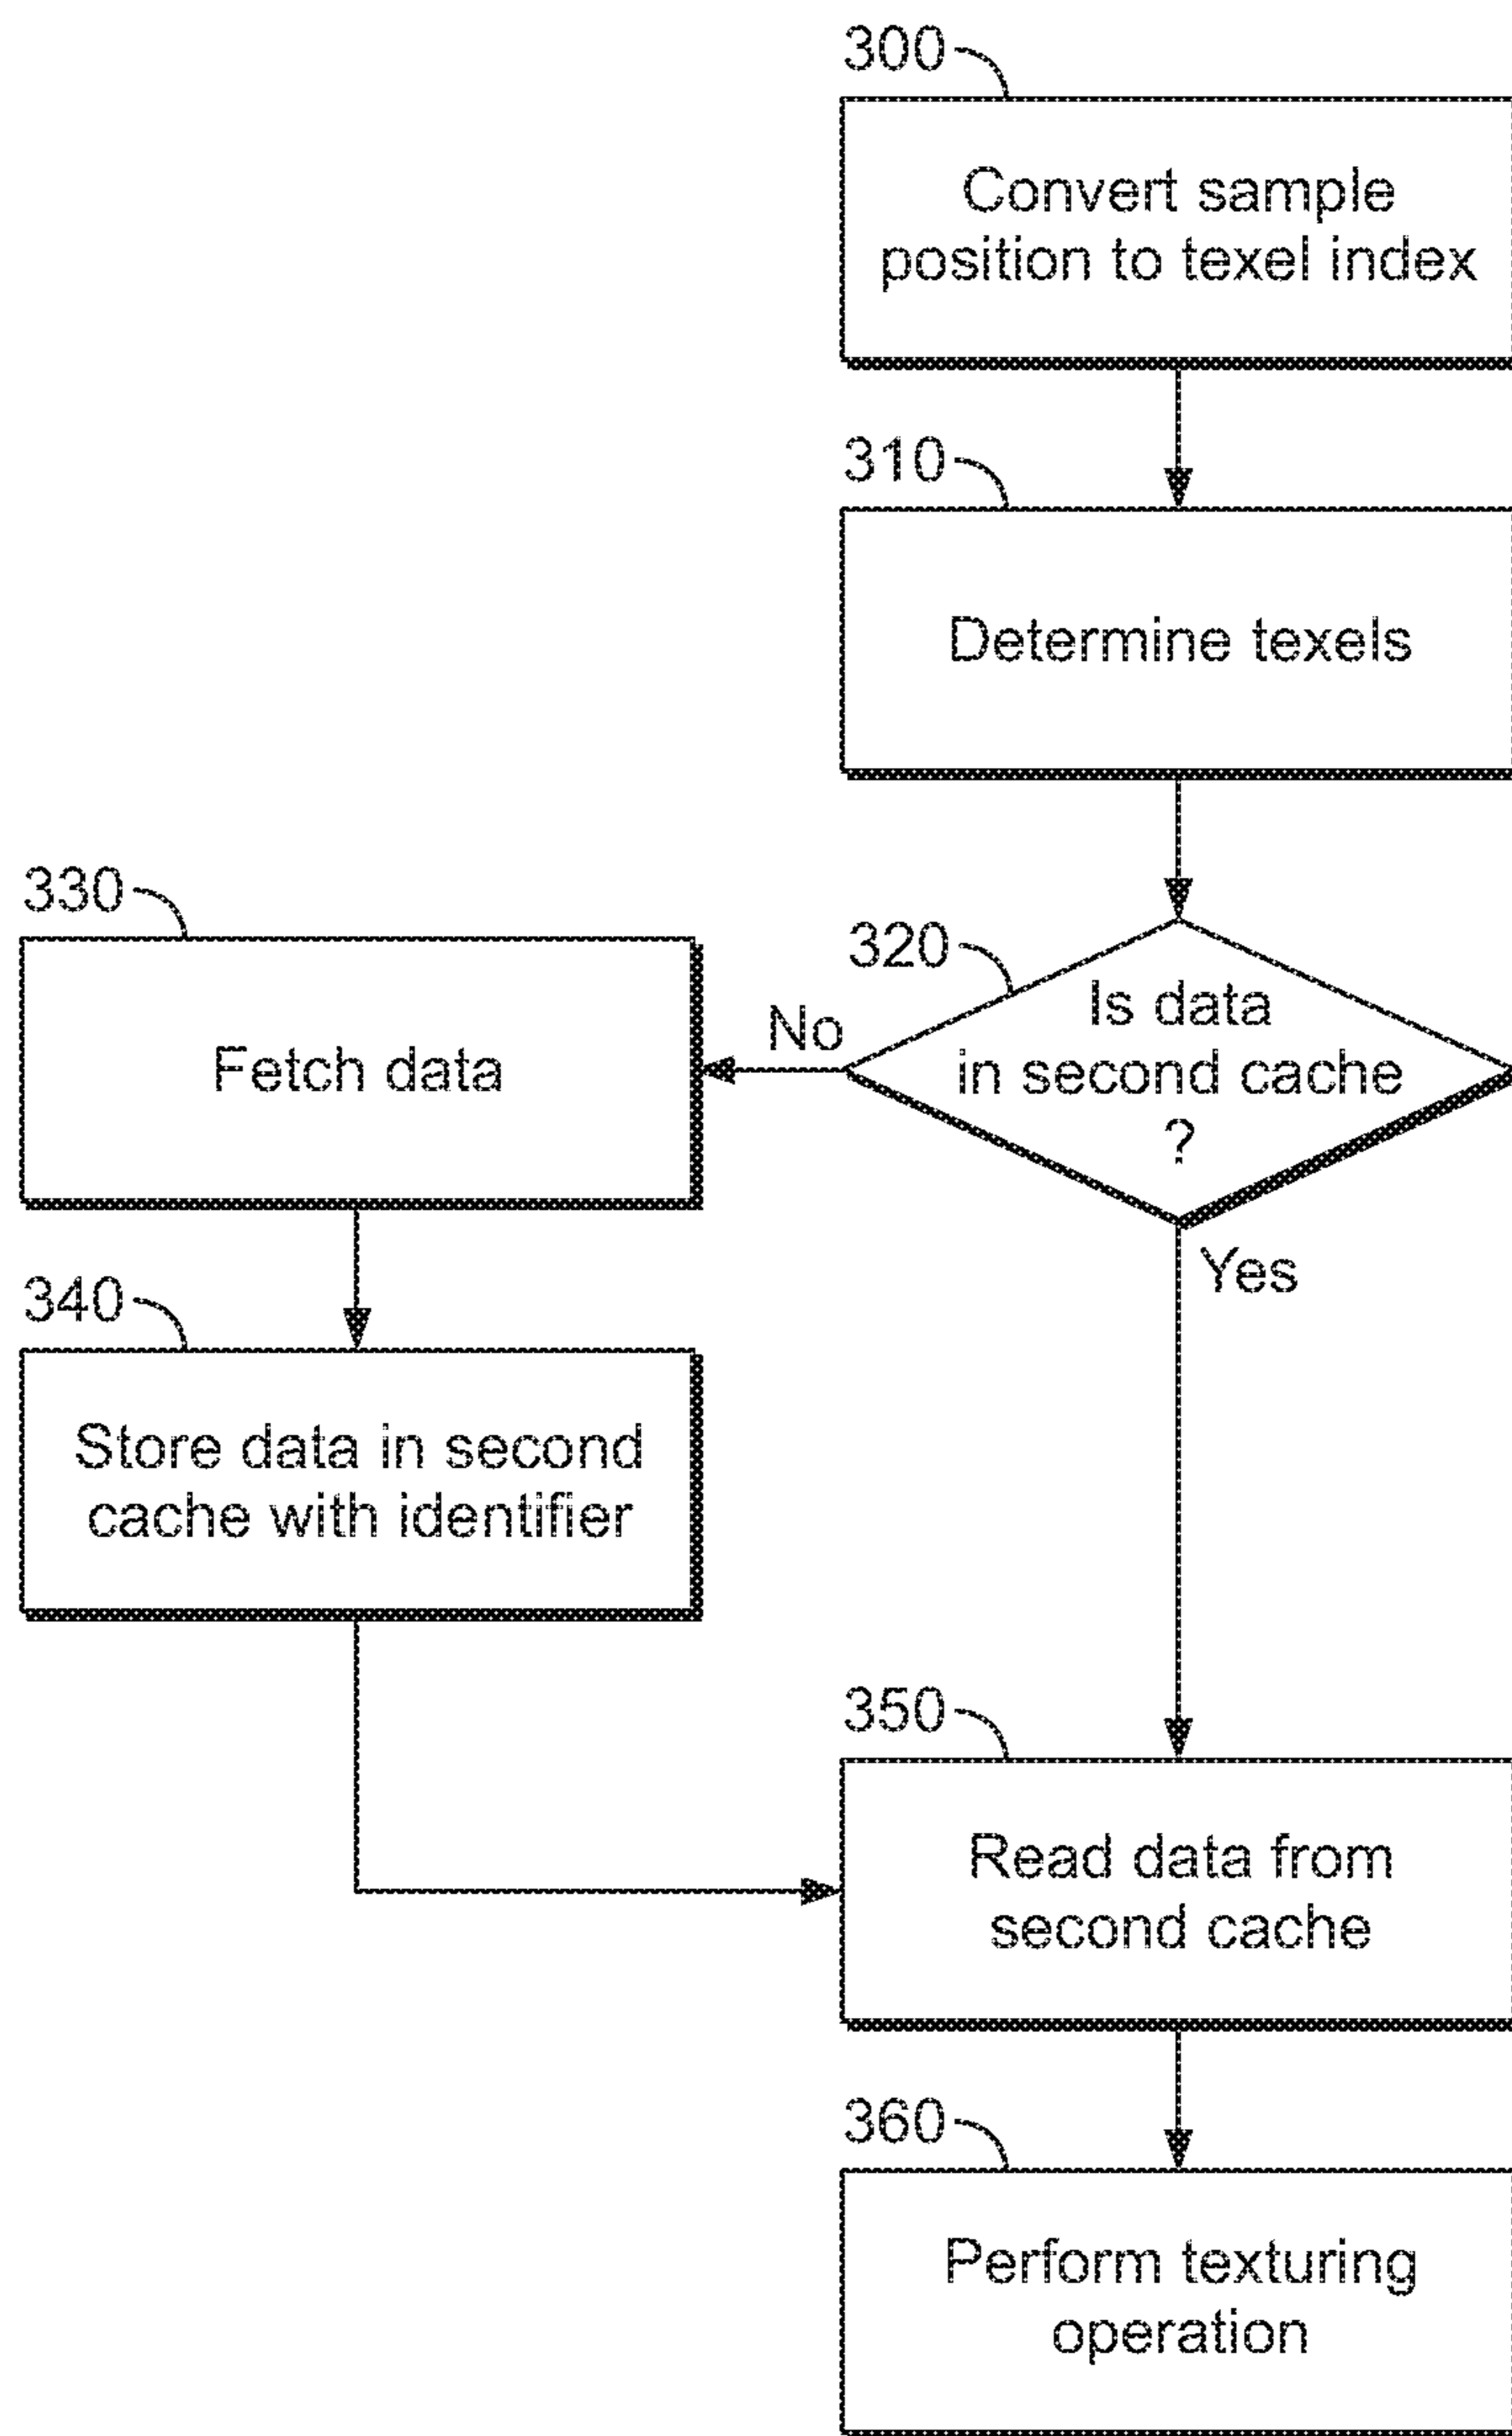 300
Convert sample
position to texel index
310
Determine texels
320
Is data
in second cache
?
No
Yes
330
Fetch data
340
Store data in second
cache with identifier
350
Read data from
second cache
360
Perform texturing
operation